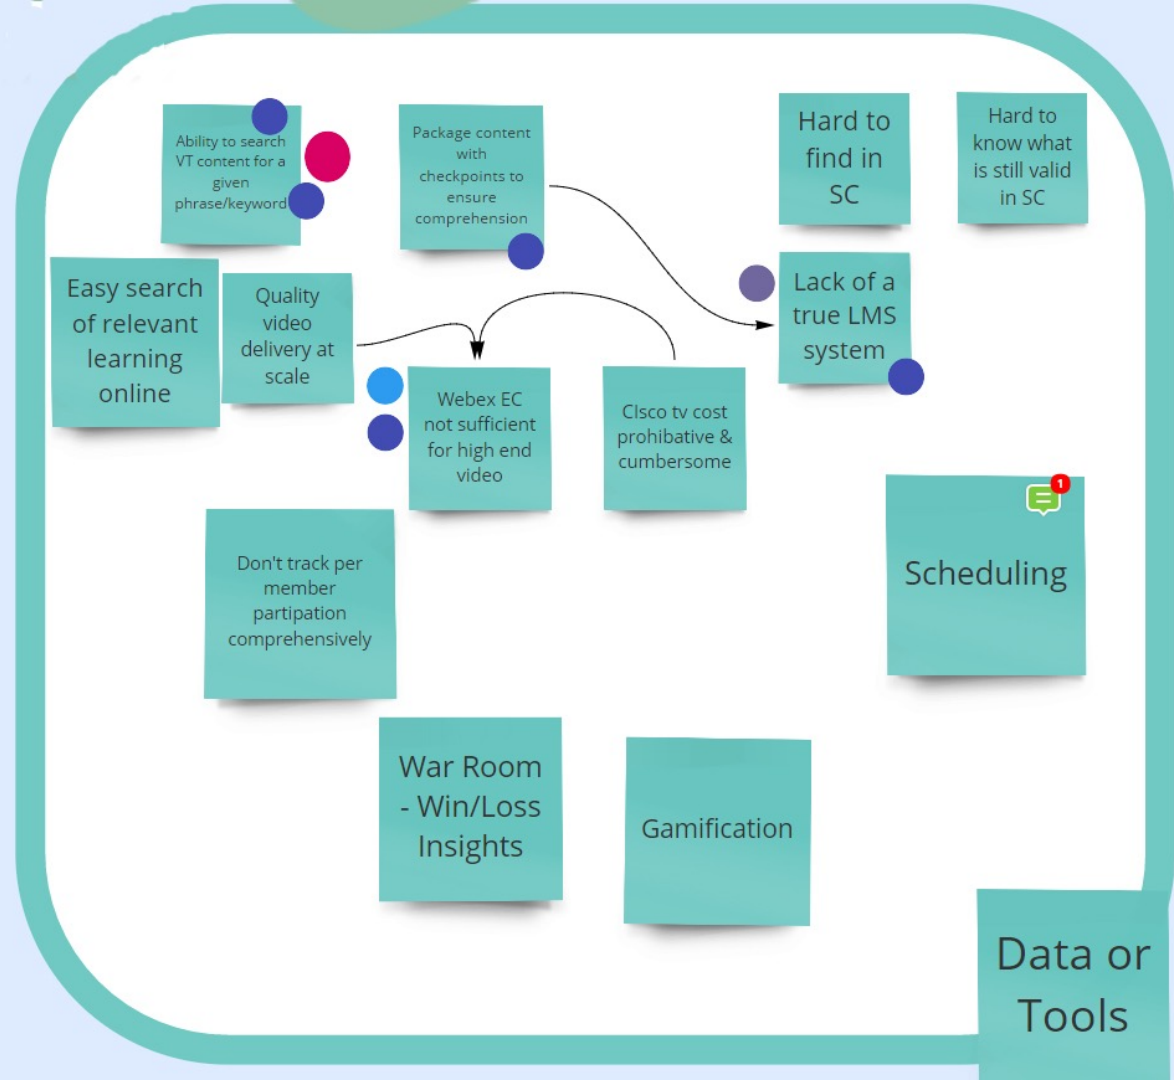 Ability to search
VT content for a
given
phrase/keyword
Package content
with
checkpoints to
ensure
comprehension
Hard to
find in
SC
Hard to
know what
is still valid
in SC
Easy search
of relevant
learning
online
Quality
video
delivery at
scale
Lack of a
true LMS
system
Webex EC
not sufficient
for high end
video
CIsco tv cost
prohibative &
cumbersome
1
Scheduling
Don't track per
member
partipation
comprehensively
War Room
- Win/Loss
Insights
Gamification
Data or
Tools